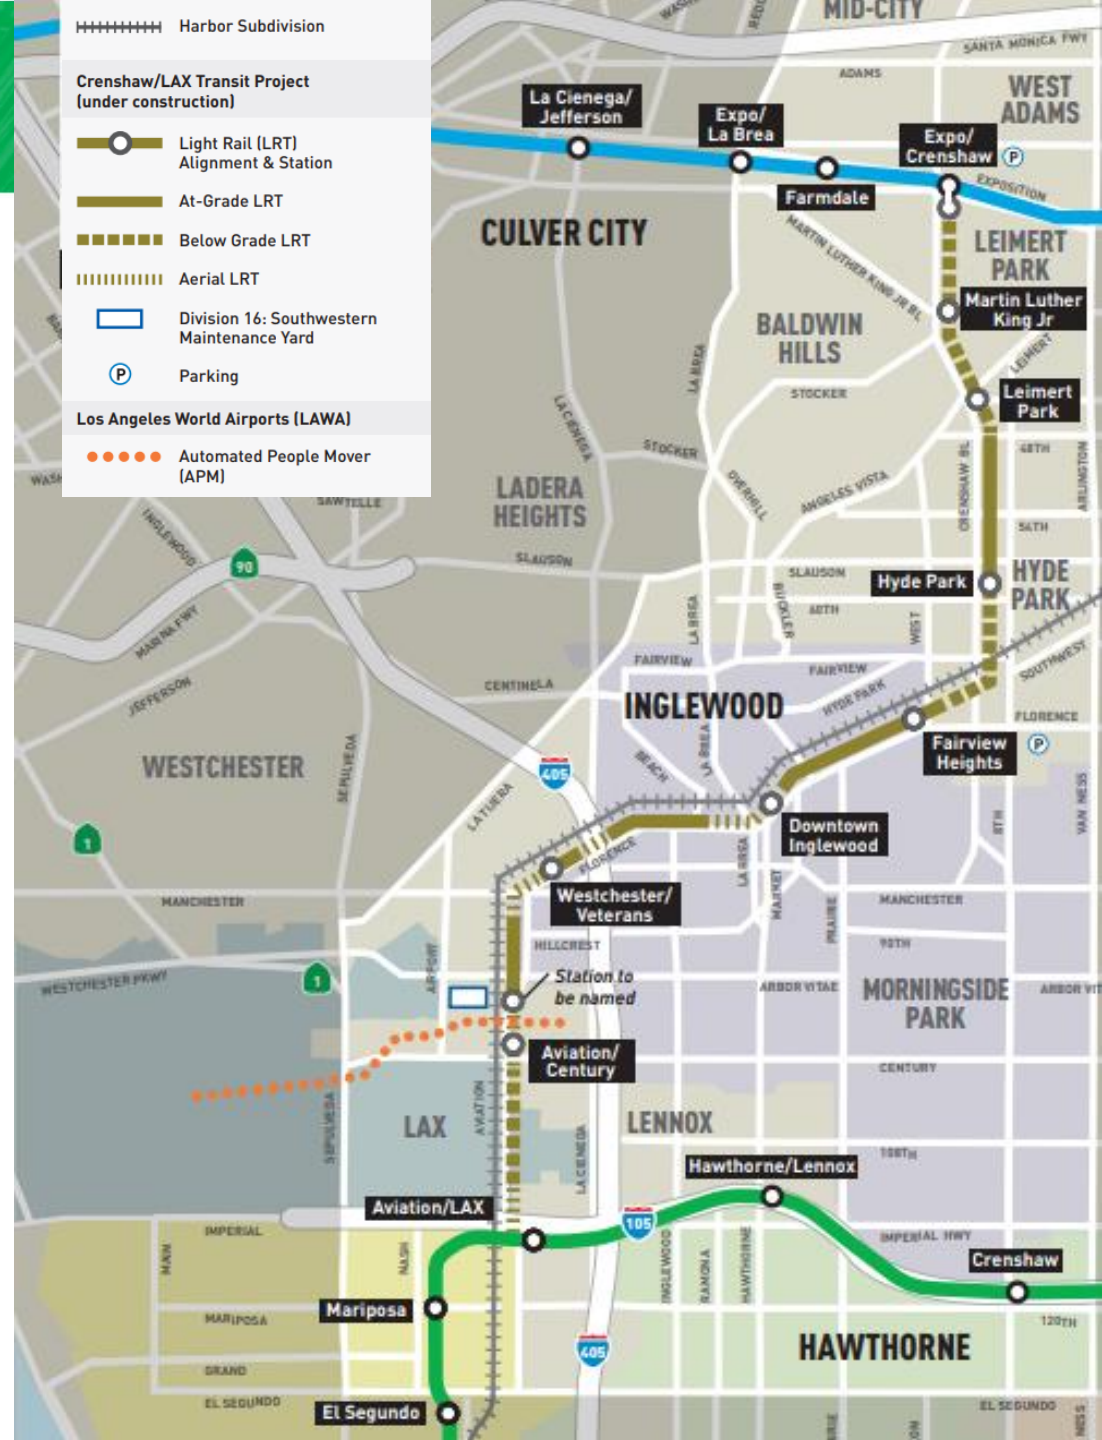 Harbor Subdivision
Crenshaw/LAX Transit Project
(under construction)
Light Rail (LRT)
Alignment & Station
At-Grade LRT
Below Grade LRT
Aerial LRT
Division 16: Southwestern
Maintenance Yard
P
Parking
Los Angeles World Airports (LAWA)
Automated People Mover
(APM)
MID-CITY
SANTA MONICA FWY
ADAMS
WEST
ADAMS
La Cienega/
Jefferson
Expo/
La Brea
Expo/
Crenshaw
P
Farmdale
EXPOSITION
CULVER CITY
MARTIN LUTHER KING JR BL
LEIMERT
PARK
Martin Luther
King Jr
BALDWIN
HILLS
LA BREA
LEIMERT
STOCKER
Leimert
Park
LA CIENEGA
STOCKER
48TH
CRENSHAW BL
ARLINGTON
OVERHILL
ANGELES VISTA
LADERA
HEIGHTS
SAWTELLE
INGLEWOOD
54TH
90
SLAUSON
SLAUSON
Hyde Park
HYDE
PARK
60TH
BUCKLER
LA BREA
WEST
MARINA FWY
FAIRVIEW
FAIRVIEW
SOUTHWEST
JEFFERSON
CENTINELA
INGLEWOOD
HYDE PARK
FLORENCE
Fairview
Heights
P
WESTCHESTER
SEPULVEDA
405
BEACH
LA BREA
LA TIJERA
VAN NESS
8TH
1
Downtown
Inglewood
FLORENCE
LA BREA
MARKET
PRAIRIE
Westchester/
Veterans
MANCHESTER
MANCHESTER
HILLCREST
90TH
AIRPORT
WESTCHESTER PKWY
1
Station to
be named
ARBOR VITAE
MORNINGSIDE
PARK
ARBOR VIT
Aviation/
Century
CENTURY
SEPULVEDA
LAX
AVIATION
LENNOX
LA CIENEGA
108TH
Hawthorne/Lennox
Aviation/LAX
105
IMPERIAL
IMPERIAL HWY
MAIN
NASH
INGLEWOOD
RAMONA
HAWTHORNE
Crenshaw
Mariposa
MARIPOSA
120TH
405
HAWTHORNE
GRAND
EL SEGUNDO
El Segundo
EL SEGUNDO
NESS